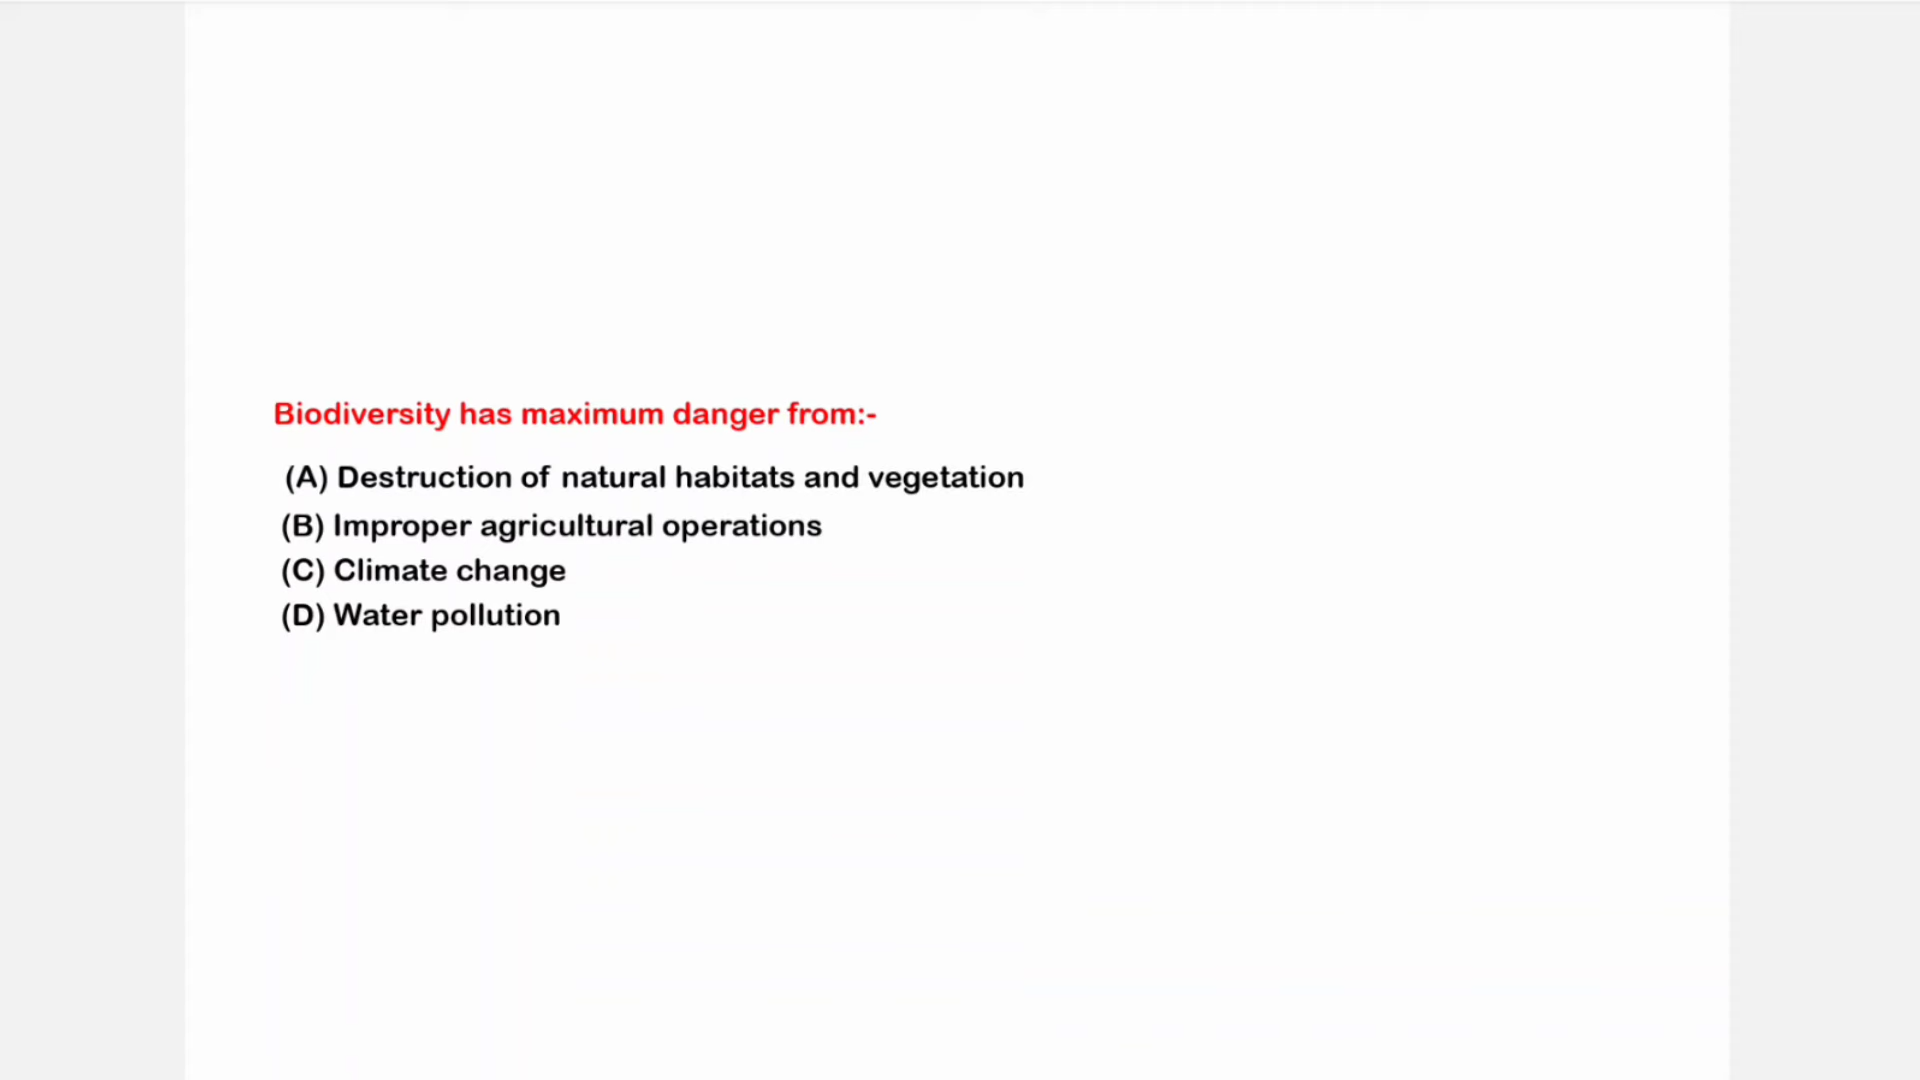 Biodiversity has maximum danger from:-
(A) Destruction of natural habitats and vegetation
(B) Improper agricultural operations
(C) Climate change
(D) Water pollution